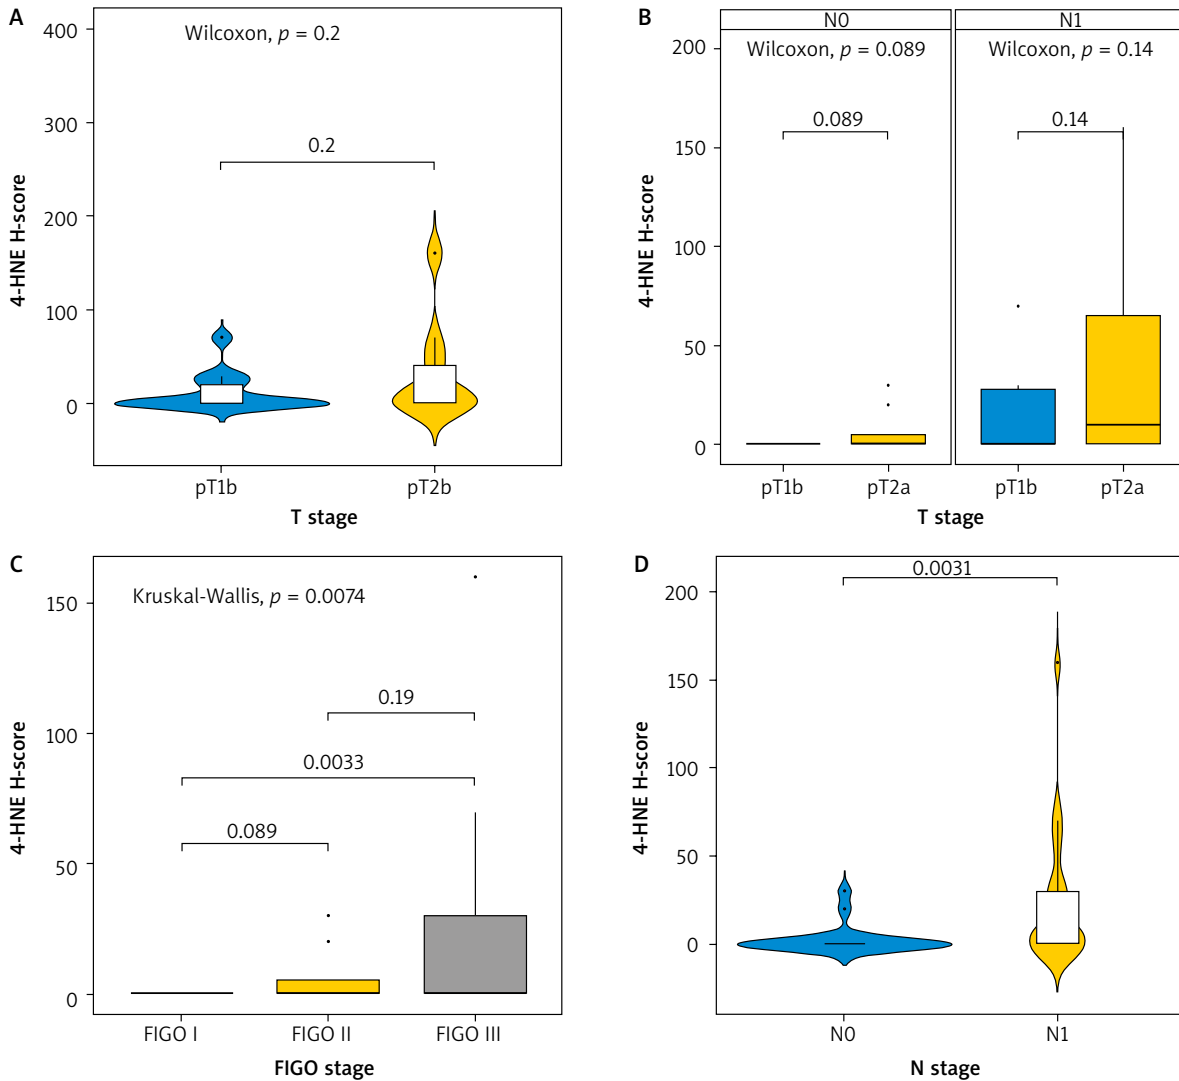 A
Wilcoxon, p = 0.2
400
300
200
100
0
0.2
4-HNE H-score
pT1b
pT2b
T stage
B
N0
N1
Wilcoxon, p = 0.089
Wilcoxon, p = 0.14
200
150
100
50
0
0.089
0.14
4-HNE H-score
pT1b
pT2a
pT1b
pT2a
T stage
C
Kruskal-Wallis, p = 0.0074
150
100
50
0
0.19
0.0033
0.089
4-HNE H-score
FIGO I
FIGO II
FIGO III
FIGO stage
D
0.0031
200
150
100
50
0
4-HNE H-score
N0
N1
N stage